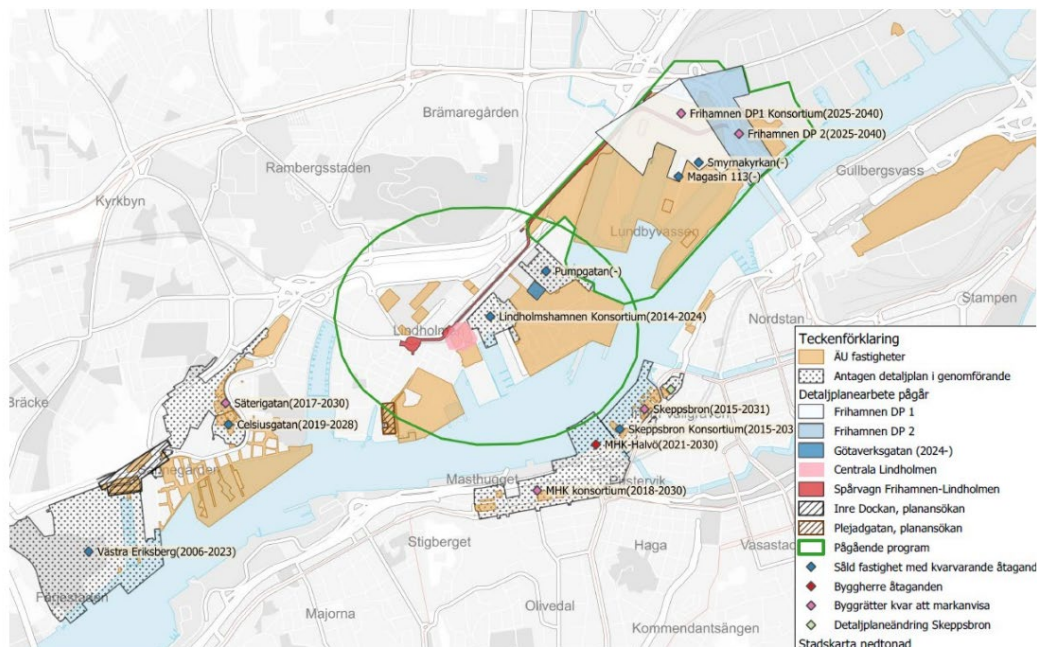 Brämaregården
Frihamnen DP1 Konsortium(2025-2040)
Frihamnen DP 2(2025-2040)
Rambergsstaden
Smyrnakyrkan(-)
Gullbergsvass
Magasin 113(-)
Kyrkbyn
Lundbyvassen
Pumpgatan(-)
Stampen
Lindholmshamnen Konsortium(2014-2024)
Nordstan
Bräcke
Säterigatan(2017-2030)
Skeppsbron(2015-2031)
Celsiusgatan(2019-2028)
Skeppsbron Konsortium(2015-203
MHK-Halvö(2021-2030)
Masthugget
MHK konsortium(2018-2030)
Stigberget
Haga
Vasastad
Västra Eriksberg(2006-2023)
Majorna
Olivedal
Kommendantsängen
Teckenförklaring
ÄU fastigheter
Antagen detaljplan i genomförande
Detaljplanearbete pågår
Frihamnen DP 1
Frihamnen DP 2
Götaverksgatan (2024-)
Centrala Lindholmen
Spårvagn Frihamnen-Lindholmen
Inre Dockan, planansökan
Plejadgatan, planansökan
Pågående program
Såld fastighet med kvarvarande åtagand
Byggherre åtaganden
Byggrätter kvar att markanvisa
Detaljplaneändring Skeppsbron
Stadskarta nedtonad